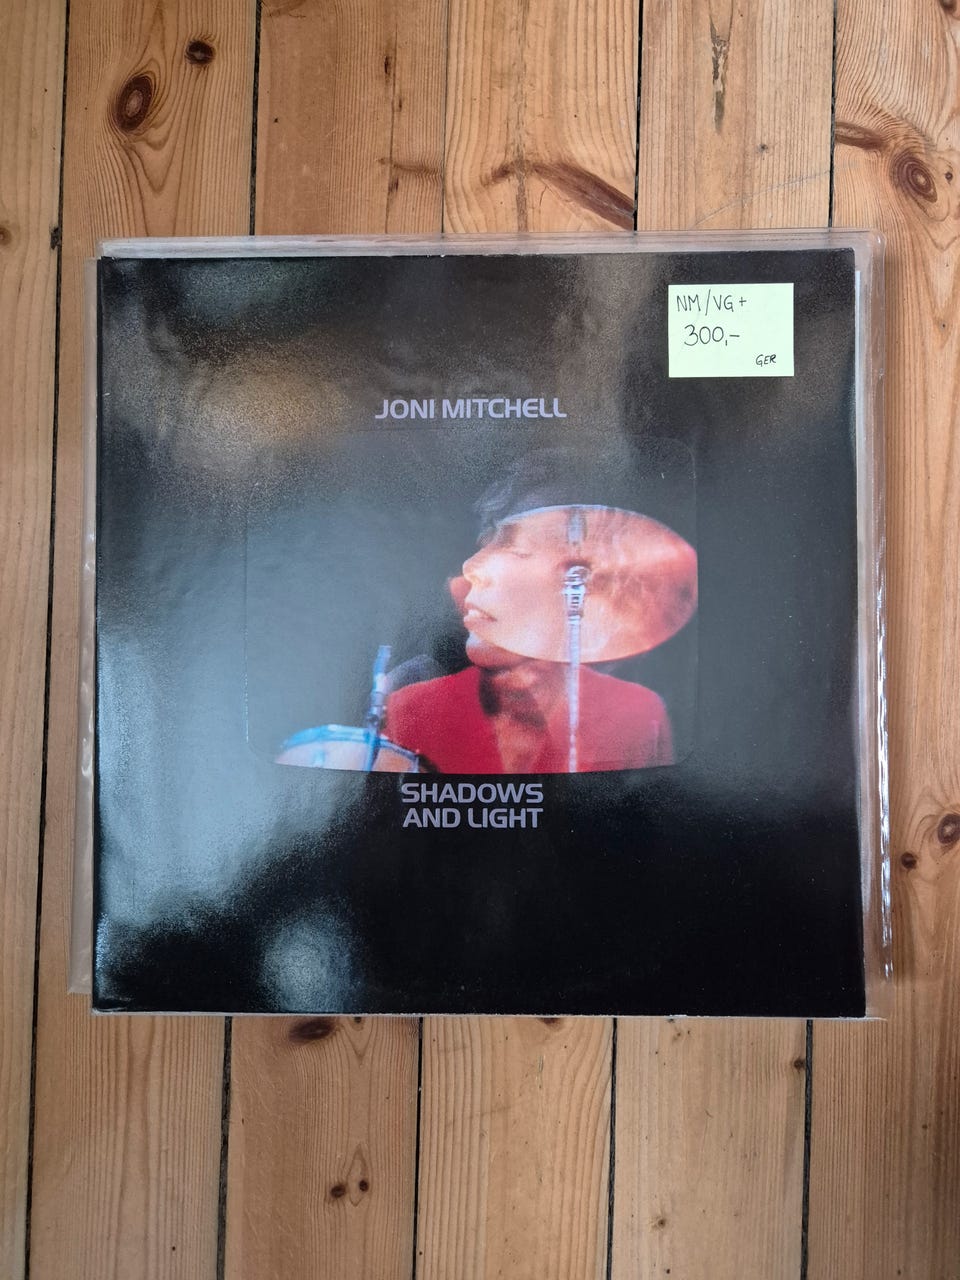 NM/VG+
300,-
GER
JONI MITCHELL
SHADOWS
AND LIGHT